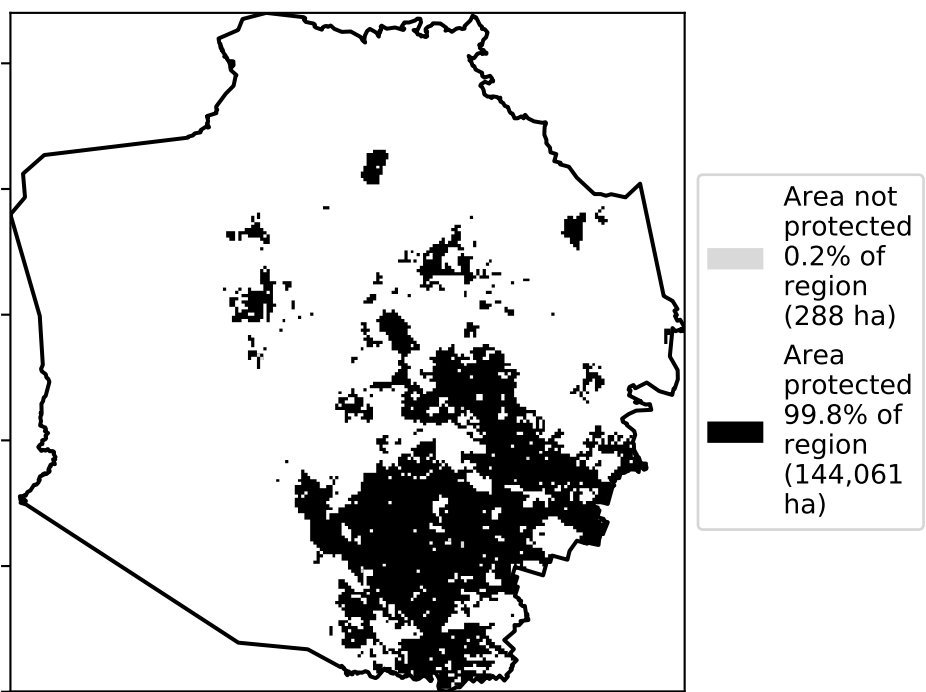 Area not
protected
0.2% of
region
(288 ha)
Area
protected
99.8% of
region
(144,061
ha)